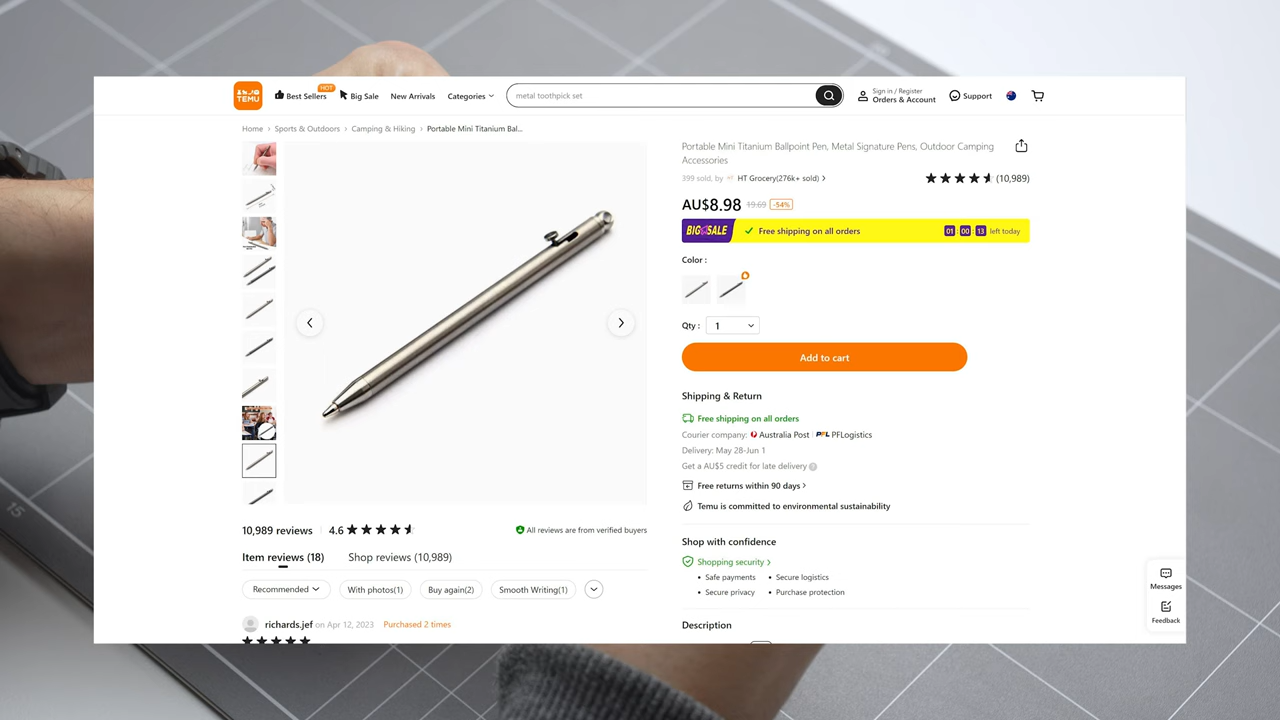 TEMU
Best Sellers
HOT
Big Sale
New Arrivals
Categories
metal toothpick set
Sign in / Register
Orders & Account
Support
Home › Sports & Outdoors › Camping & Hiking › Portable Mini Titanium Bal...
Portable Mini Titanium Ballpoint Pen, Metal Signature Pens, Outdoor Camping
Accessories
399 sold, by HT Grocery(276k+ sold) ›
(10,989)
AU$8.98 19.69 -54%
BIG SALE
Free shipping on all orders
01 00 13 left today
Color :
Qty : 1
Add to cart
Shipping & Return
Free shipping on all orders
Courier company: Australia Post PFL PFLogistics
Delivery: May 28-Jun 1
Get a AU$5 credit for late delivery ?
Free returns within 90 days ›
Temu is committed to environmental sustainability
10,989 reviews 4.6
All reviews are from verified buyers
Item reviews (18) Shop reviews (10,989)
Recommended With photos(1) Buy again(2) Smooth Writing(1)
richards.jef on Apr 12, 2023 Purchased 2 times
Shop with confidence
Shopping security ›
• Safe payments • Secure logistics
• Secure privacy • Purchase protection
Description
Messages
Feedback
15